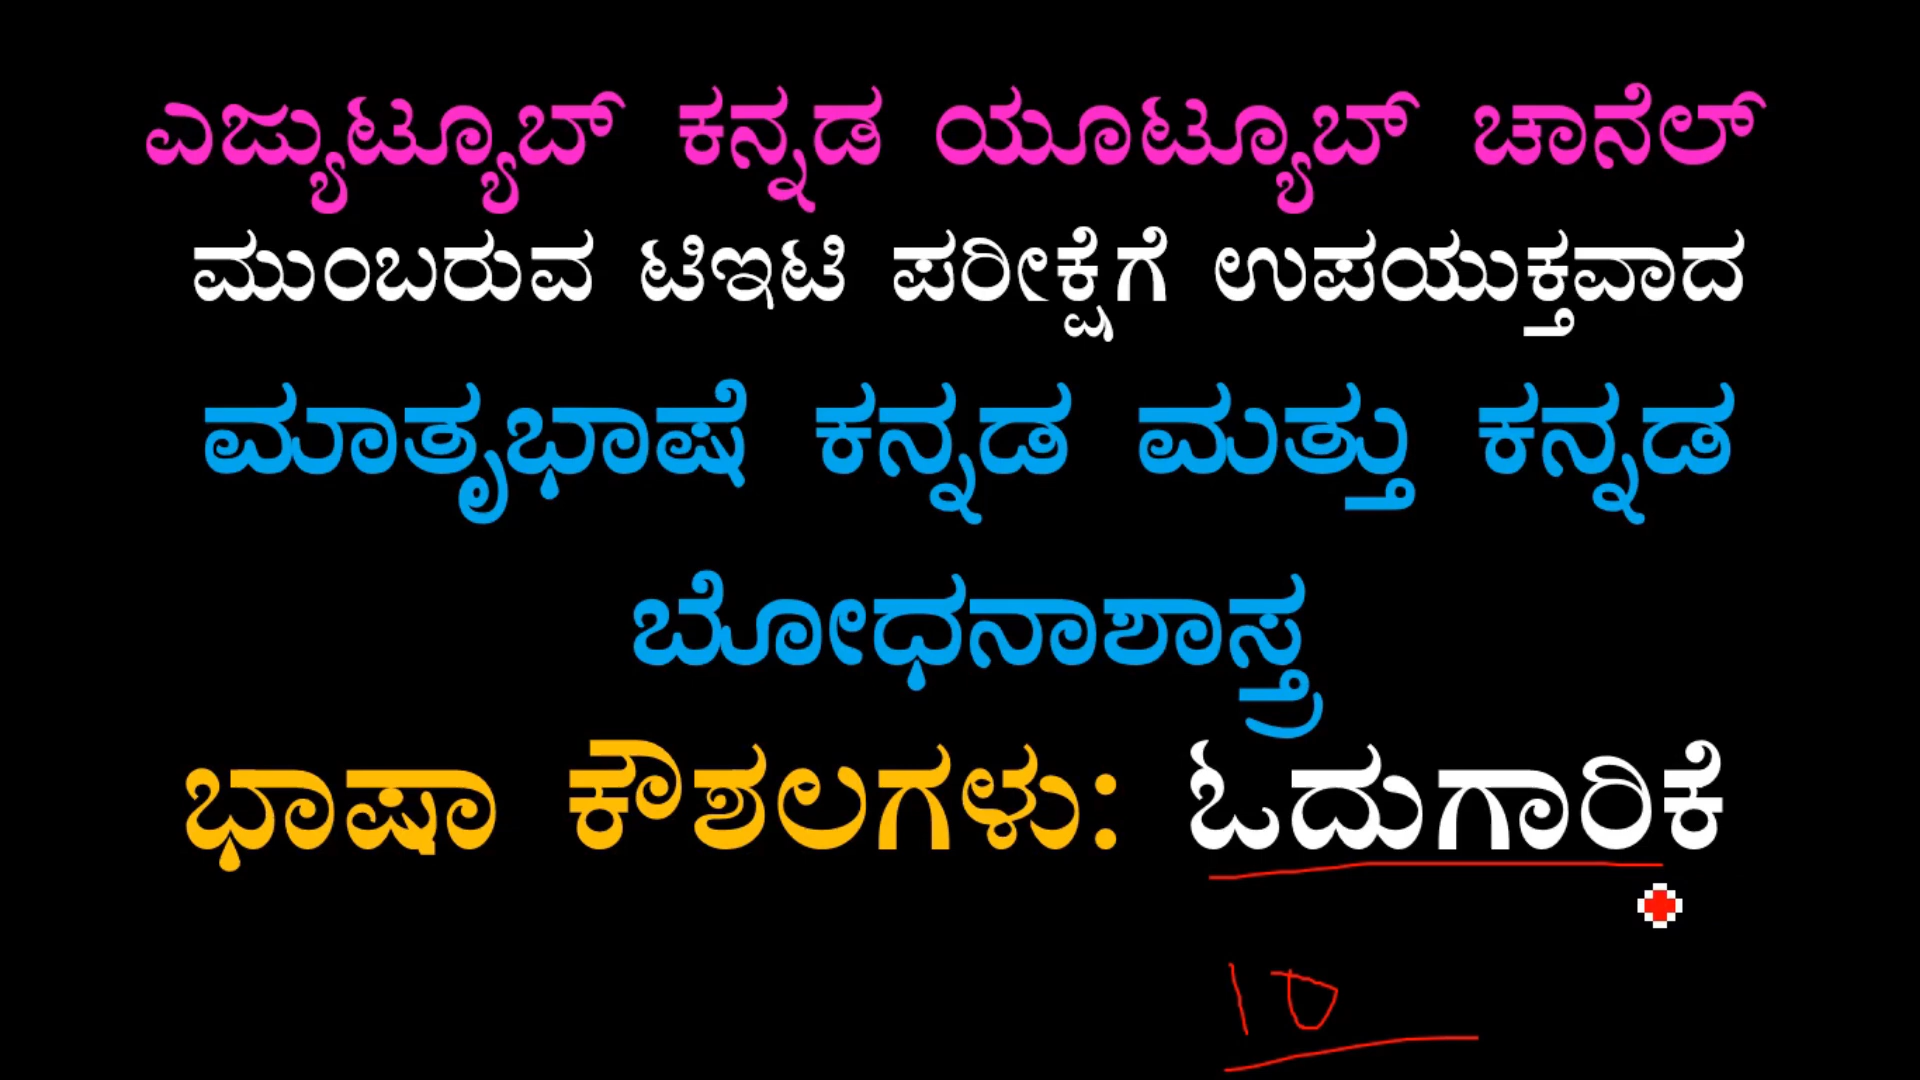 ಎಜ್ಯುಟ್ಯೂಬ್ ಕನ್ನಡ ಯೂಟ್ಯೂಬ್ ಚಾನೆಲ್
ಮುಂಬರುವ ಟಿಇಟಿ ಪರೀಕ್ಷೆಗೆ ಉಪಯುಕ್ತವಾದ
ಮಾತೃಭಾಷೆ ಕನ್ನಡ ಮತ್ತು ಕನ್ನಡ
ಬೋಧನಾಶಾಸ್ತ್ರ
ಭಾಷಾ ಕೌಶಲಗಳು: ಓದುಗಾರಿಕೆ
10